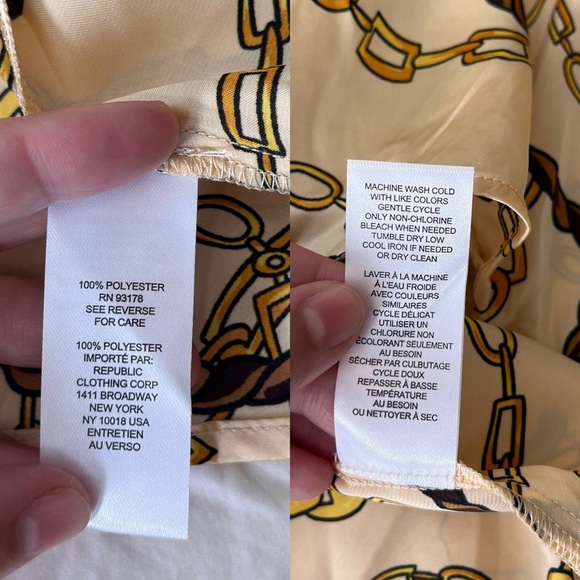 100% POLYESTER
RN 93178
SEE REVERSE
FOR CARE
100% POLYESTER
IMPORTÉ PAR:
REPUBLIC
CLOTHING CORP
1411 BROADWAY
NEW YORK
NY 10018 USA
ENTRETIEN
AU VERSO
MACHINE WASH COLD
WITH LIKE COLORS
GENTLE CYCLE
ONLY NON-CHLORINE
BLEACH WHEN NEEDED
TUMBLE DRY LOW
COOL IRON IF NEEDED
OR DRY CLEAN
LAVER À LA MACHINE
À L'EAU FROIDE
AVEC COULEURS
SIMILAIRES
CYCLE DÉLICAT
UTILISER UN
CHLORURE NON
DÉCOLORANT SEULEMENT
AU BESOIN
SÉCHER PAR CULBUTAGE
CYCLE DOUX
REPASSER À BASSE
TEMPÉRATURE
AU BESOIN
OU NETTOYER À SEC